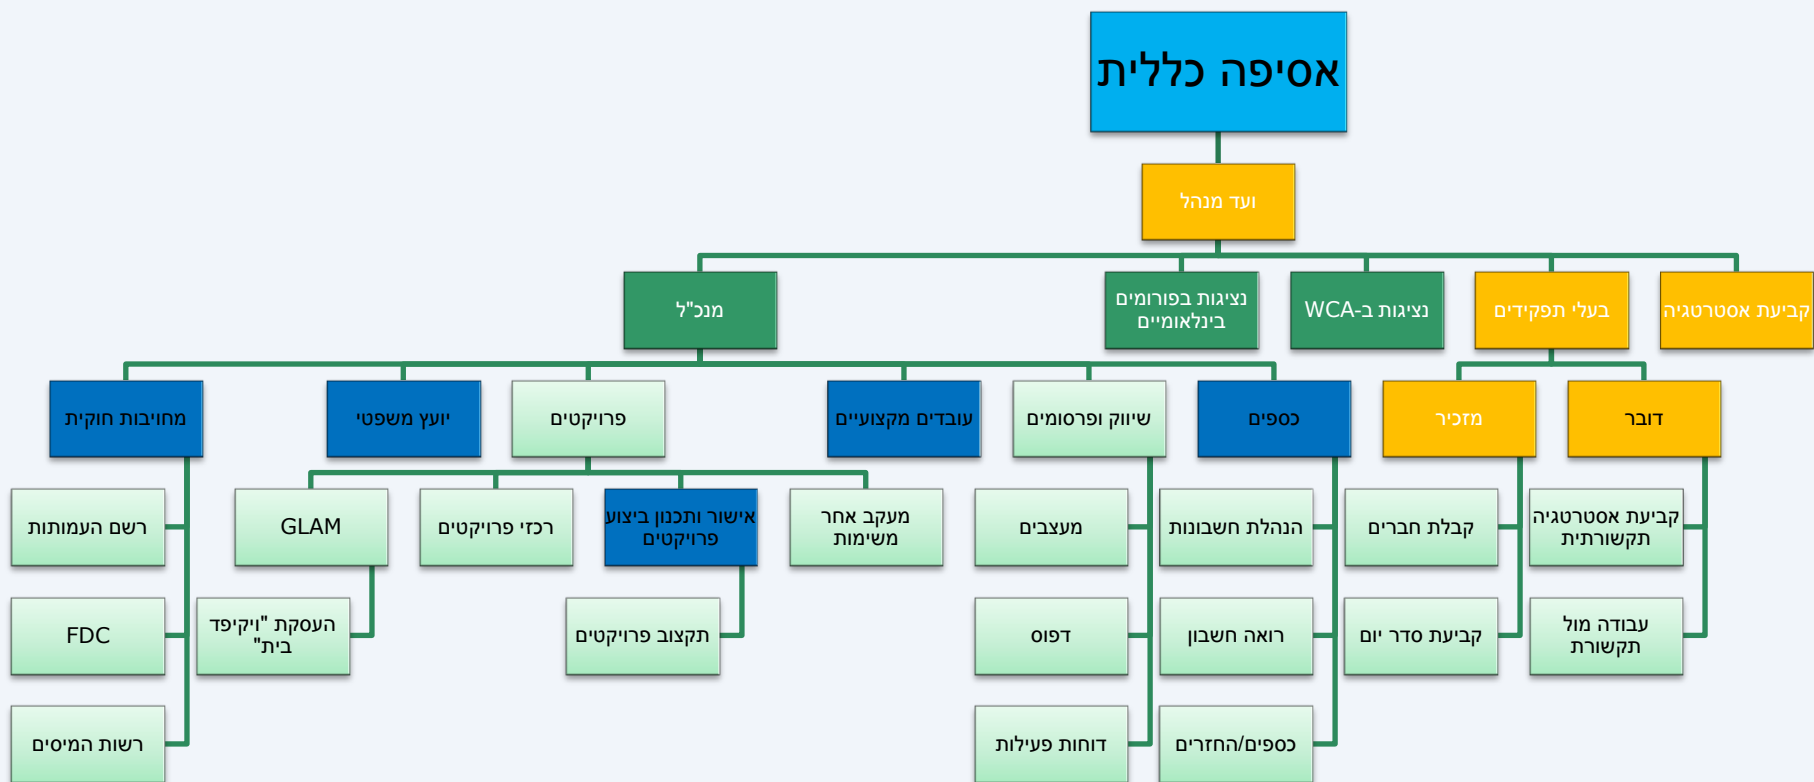 אסיפה כללית
ועד מנהל
קביעת אסטרטגיה
בעלי תפקידים
נציגות ב-WCA
נציגות בפורומים
בינלאומיים
מנכ"ל
דובר
מזכיר
כספים
שיווק ופרסומים
עובדים מקצועיים
פרויקטים
יועץ משפטי
מחויבות חוקית
קביעת אסטרטגיה
תקשורתית
קבלת חברים
הנהלת חשבונות
מעצבים
מעקב אחר
משימות
אישור ותכנון ביצוע
פרויקטים
רכזי פרויקטים
GLAM
רשם העמותות
עבודה מול
תקשורת
קביעת סדר יום
רואה חשבון
דפוס
תקצוב פרויקטים
העסקת "ויקיפד
בית"
FDC
כספים/החזרים
דוחות פעילות
רשות המיסים